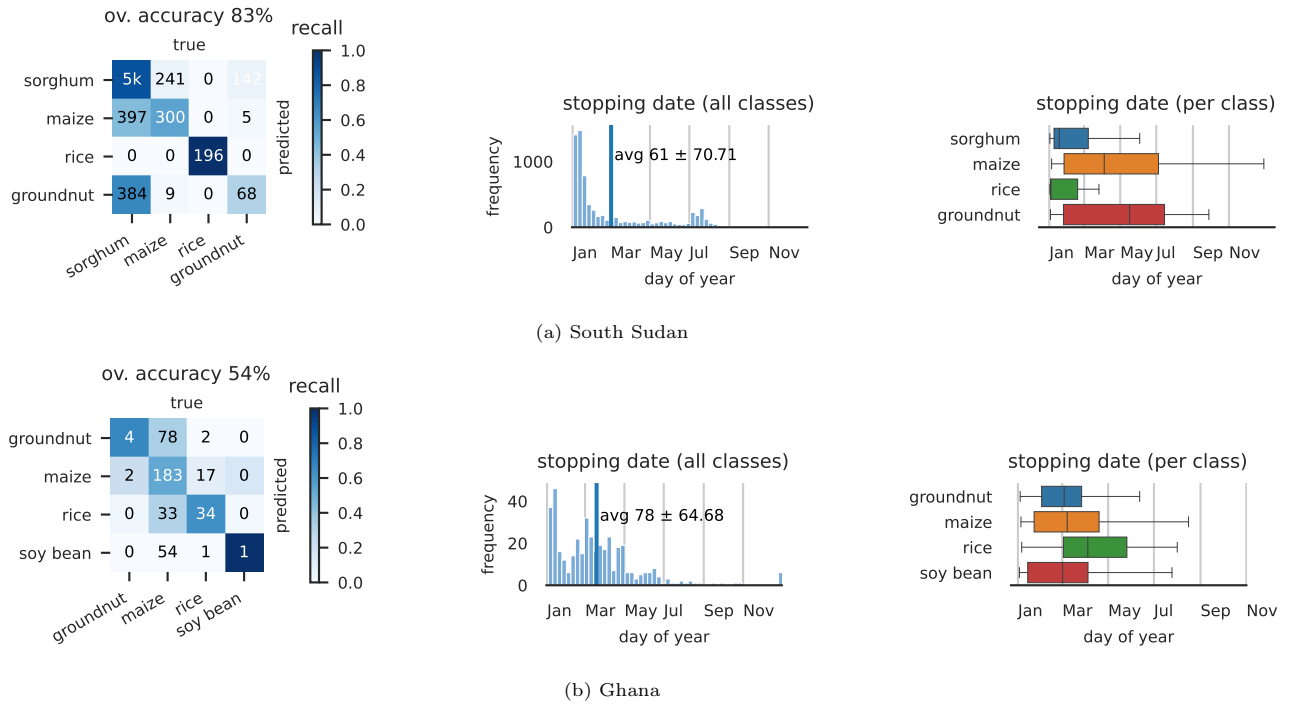 ov. accuracy 83%
true
recall
sorghum 5k 241 0 142
maize 397 300 0 5
rice 0 0 196 0
groundnut 384 9 0 68
sorghum maize rice groundnut
predicted
1.0
0.8
0.6
0.4
0.2
0.0
stopping date (all classes)
avg 61 ± 70.71
frequency
1000
0
Jan Mar May Jul Sep Nov
day of year
stopping date (per class)
sorghum
maize
rice
groundnut
Jan Mar May Jul Sep Nov
day of year
(a) South Sudan
ov. accuracy 54%
true
recall
groundnut 4 78 2 0
maize 2 183 17 0
rice 0 33 34 0
soy bean 0 54 1 1
groundnut maize rice soy bean
predicted
1.0
0.8
0.6
0.4
0.2
0.0
stopping date (all classes)
avg 78 ± 64.68
frequency
40
20
0
Jan Mar May Jul Sep Nov
day of year
stopping date (per class)
groundnut
maize
rice
soy bean
Jan Mar May Jul Sep Nov
day of year
(b) Ghana